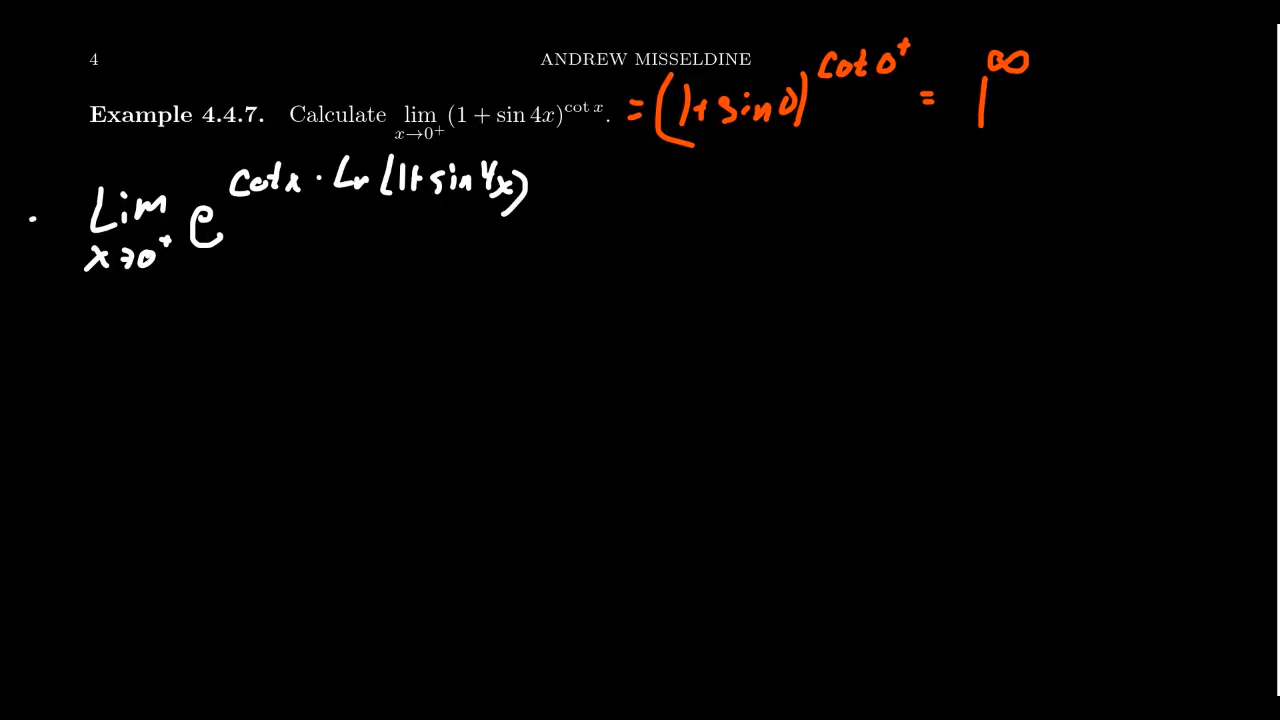 4 ANDREW MISSELDINE
Example 4.4.7. Calculate lim x→0⁺ (1 + sin 4x)^{cot x}. = (1 + sin 0)^{cot 0⁺} = 1^∞
Lim x→0⁺ e^{cot x · Ln(1+sin 4x)}